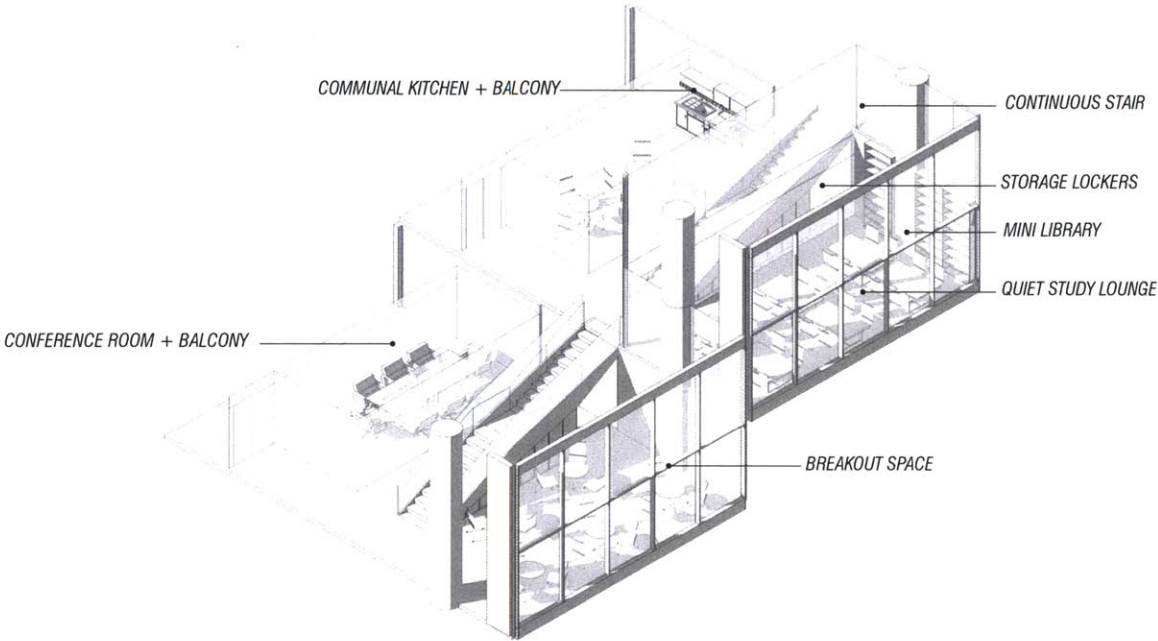 COMMUNAL KITCHEN + BALCONY
CONTINUOUS STAIR
STORAGE LOCKERS
MINI LIBRARY
QUIET STUDY LOUNGE
CONFERENCE ROOM + BALCONY
BREAKOUT SPACE